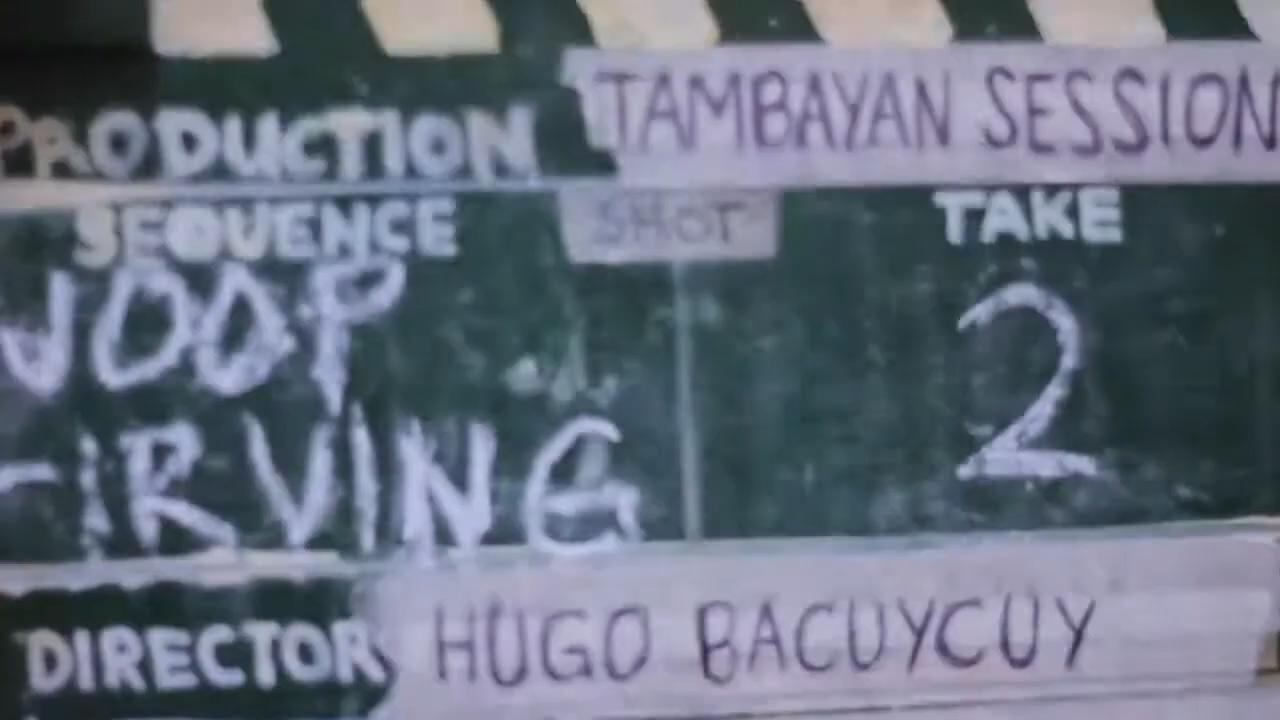 PRODUCTION TAMBAYAN SESSION
SEQUENCE SHOT TAKE
JOOP 2
-IRVING
DIRECTOR HUGO BACUYCUY